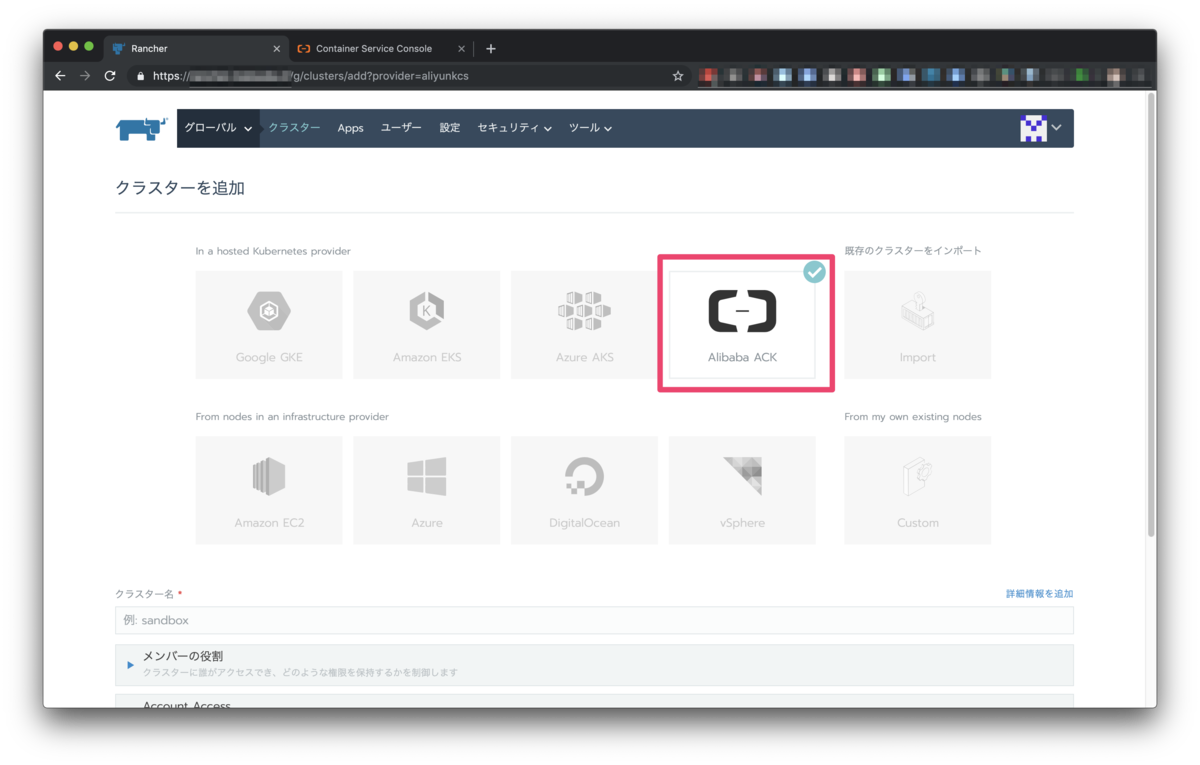 Rancher
Container Service Console
https:// /g/clusters/add?provider=aliyunkcs
グローバル クラスター Apps ユーザー 設定 セキュリティ ツール
クラスターを追加
In a hosted Kubernetes provider
既存のクラスターをインポート
Google GKE
Amazon EKS
Azure AKS
Alibaba ACK
Import
From nodes in an infrastructure provider
From my own existing nodes
Amazon EC2
Azure
DigitalOcean
vSphere
Custom
クラスター名 *
詳細情報を追加
例: sandbox
メンバーの役割
クラスターに誰がアクセスでき、どのような権限を保持するかを制御します
Account Access